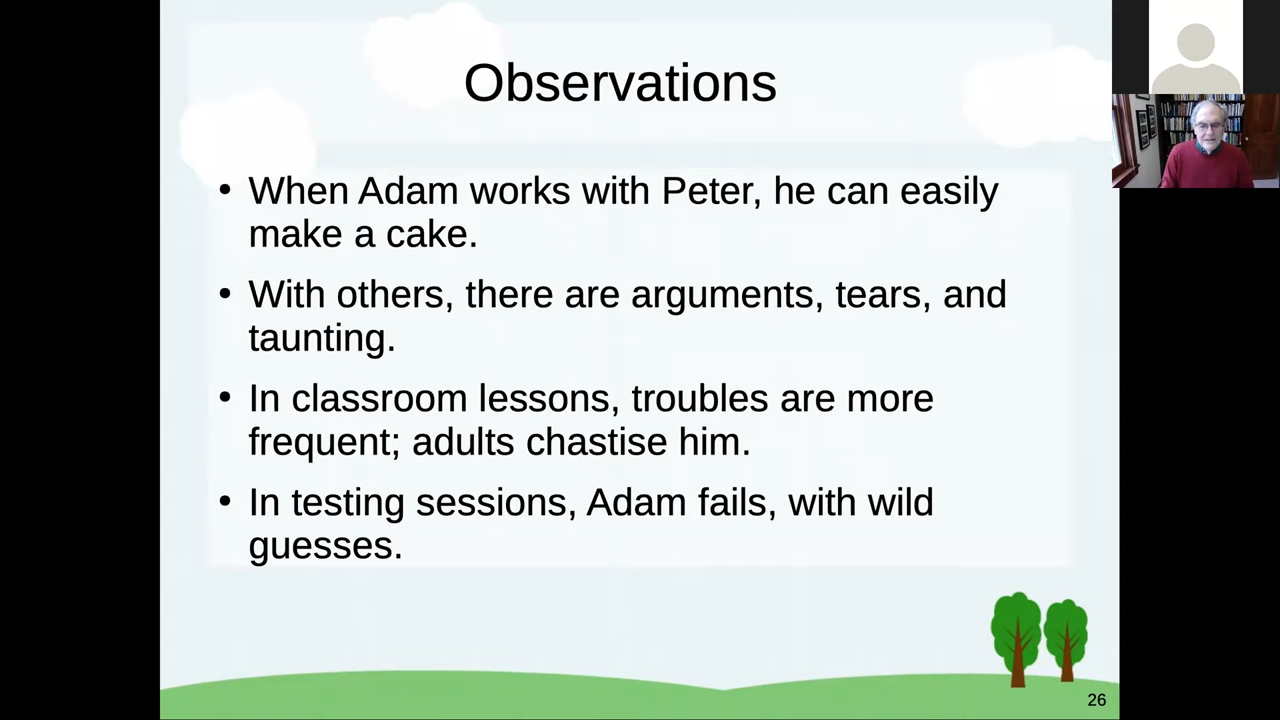 Observations
• When Adam works with Peter, he can easily
make a cake.
• With others, there are arguments, tears, and
taunting.
• In classroom lessons, troubles are more
frequent; adults chastise him.
• In testing sessions, Adam fails, with wild
guesses.
26